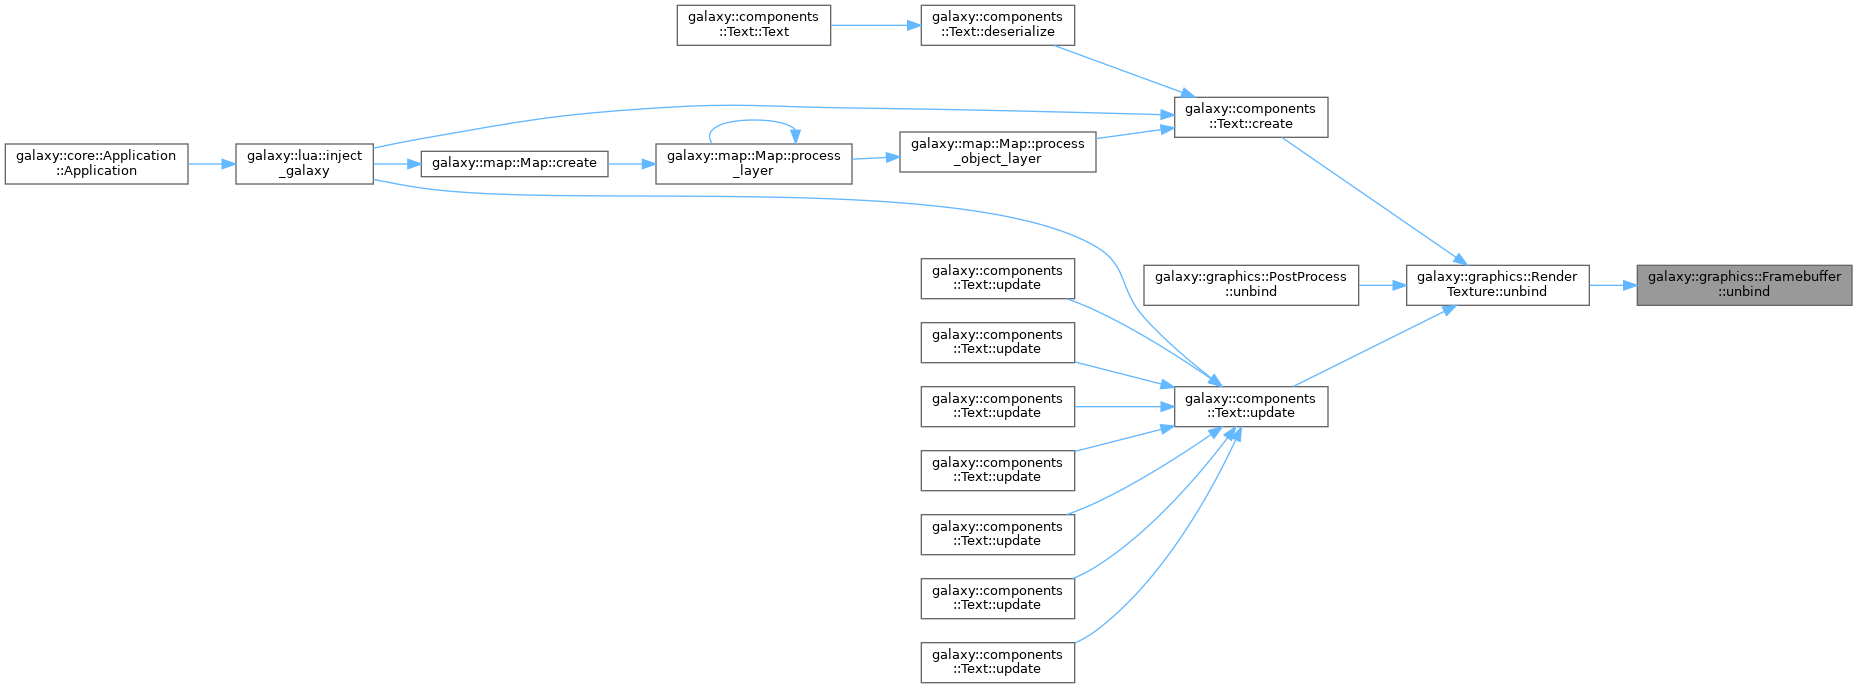 galaxy::components
::Text::Text
galaxy::components
::Text::deserialize
galaxy::components
::Text::create
galaxy::core::Application
::Application
galaxy::lua::inject
_galaxy
galaxy::map::Map::create
galaxy::map::Map::process
_layer
galaxy::map::Map::process
_object_layer
galaxy::components
::Text::update
galaxy::graphics::PostProcess
::unbind
galaxy::graphics::Render
Texture::unbind
galaxy::graphics::Framebuffer
::unbind
galaxy::components
::Text::update
galaxy::components
::Text::update
galaxy::components
::Text::update
galaxy::components
::Text::update
galaxy::components
::Text::update
galaxy::components
::Text::update
galaxy::components
::Text::update